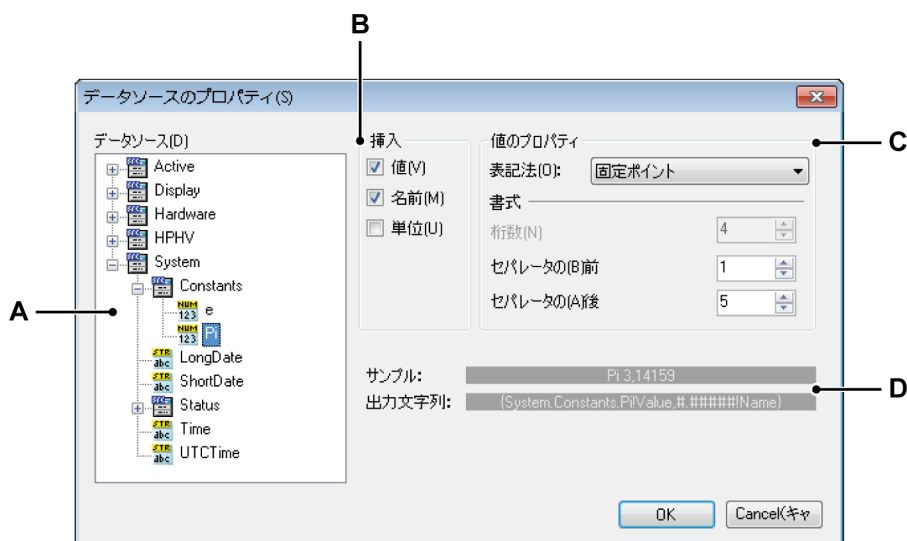 B
データソースのプロパティ(S)
データソース(D)
Active
Display
Hardware
HPHV
System
Constants
e
Pi
LongDate
ShortDate
Status
Time
UTCTime
挿入
値(V)
名前(M)
単位(U)
値のプロパティ
表記法(O): 固定ポイント
書式
桁数(N) 4
セパレータの(B)前 1
セパレータの(A)後 5
サンプル: Pi 3,14159
出力文字列: {System.Constants.Pi!Value,#.#####!Name}
OK
Cancel(キャ
A
C
D